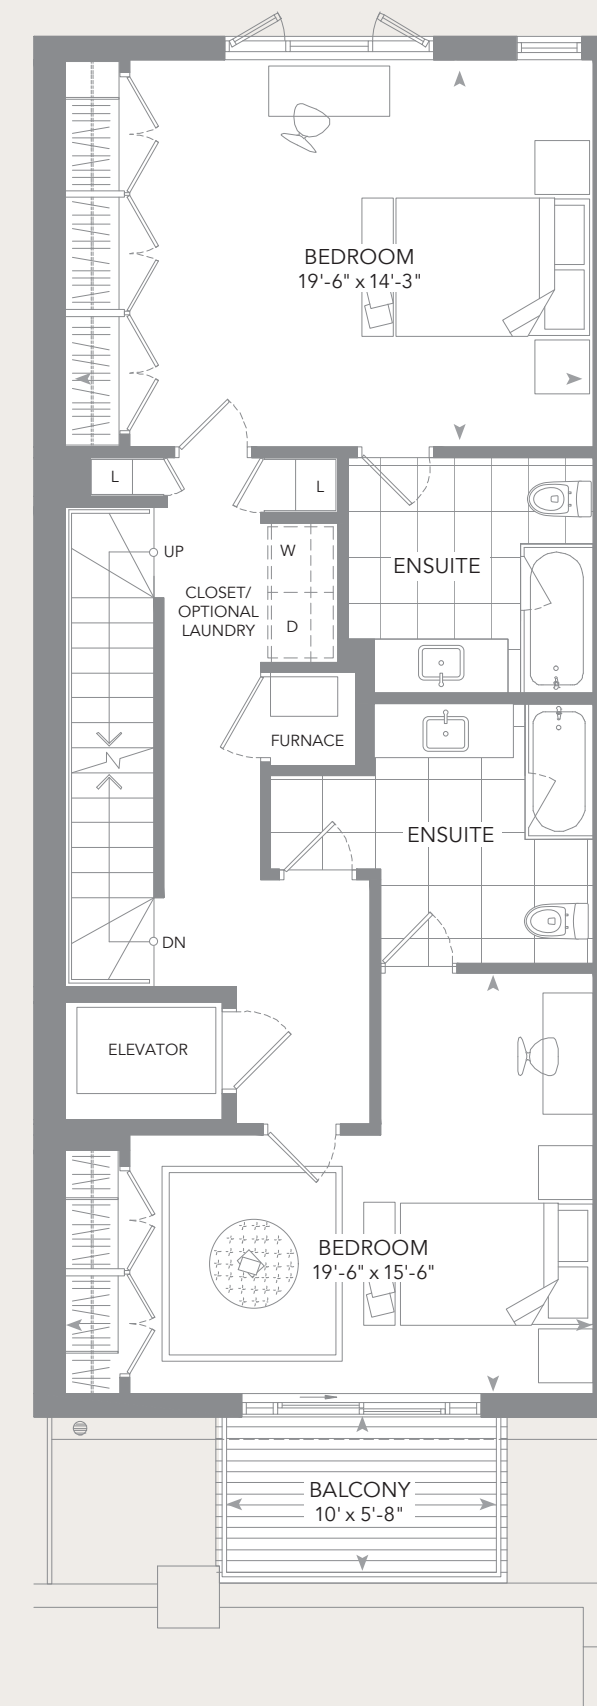 BEDROOM
19'-6" x 14'-3"
L
L
UP
W
ENSUITE
CLOSET/
OPTIONAL
LAUNDRY
D
FURNACE
ENSUITE
DN
ELEVATOR
BEDROOM
19'-6" x 15'-6"
BALCONY
10' x 5'-8"